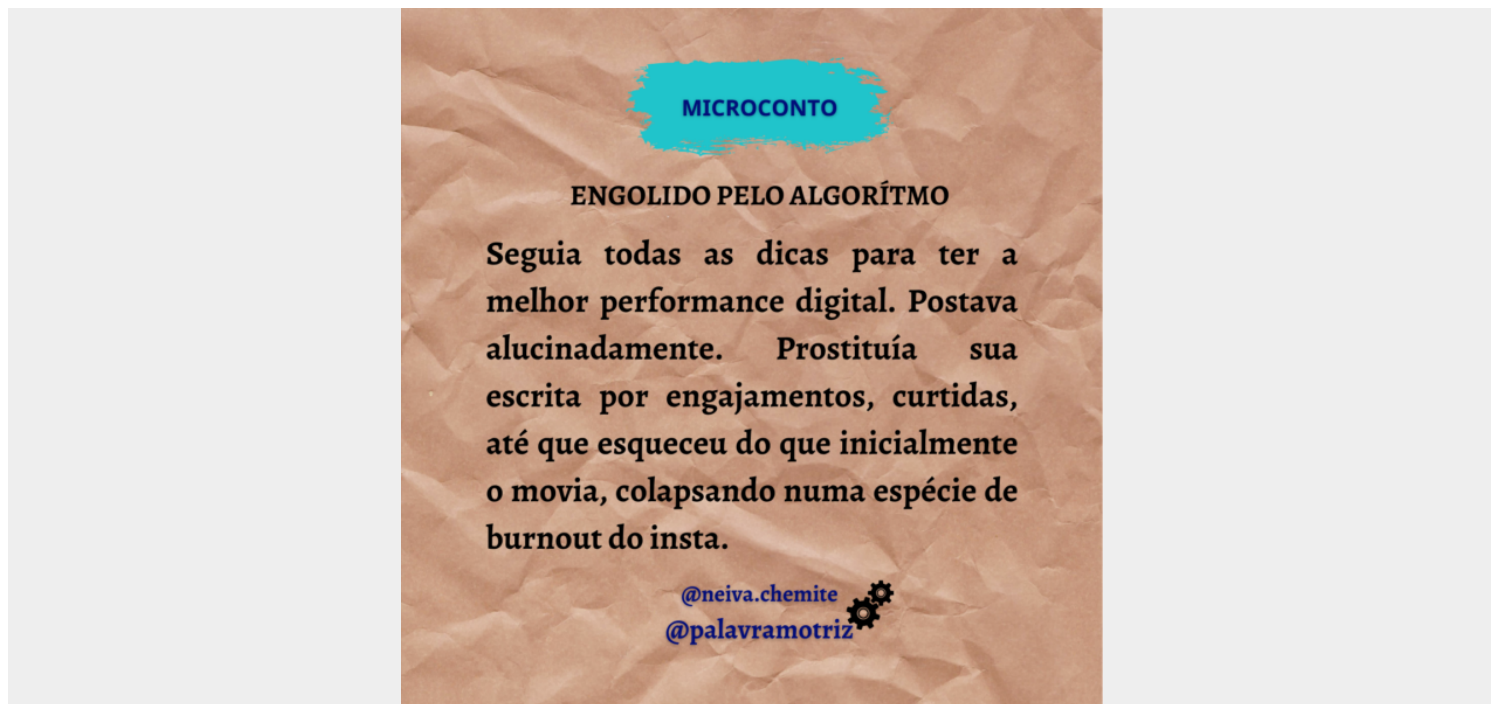 MICROCONTO
ENGOLIDO PELO ALGORÍTMO
Seguia todas as dicas para ter a
melhor performance digital. Postava
alucinadamente. Prostituía sua
escrita por engajamentos, curtidas,
até que esqueceu do que inicialmente
o movia, colapsando numa espécie de
burnout do insta.
@neiva.chemite
@palavramotriz